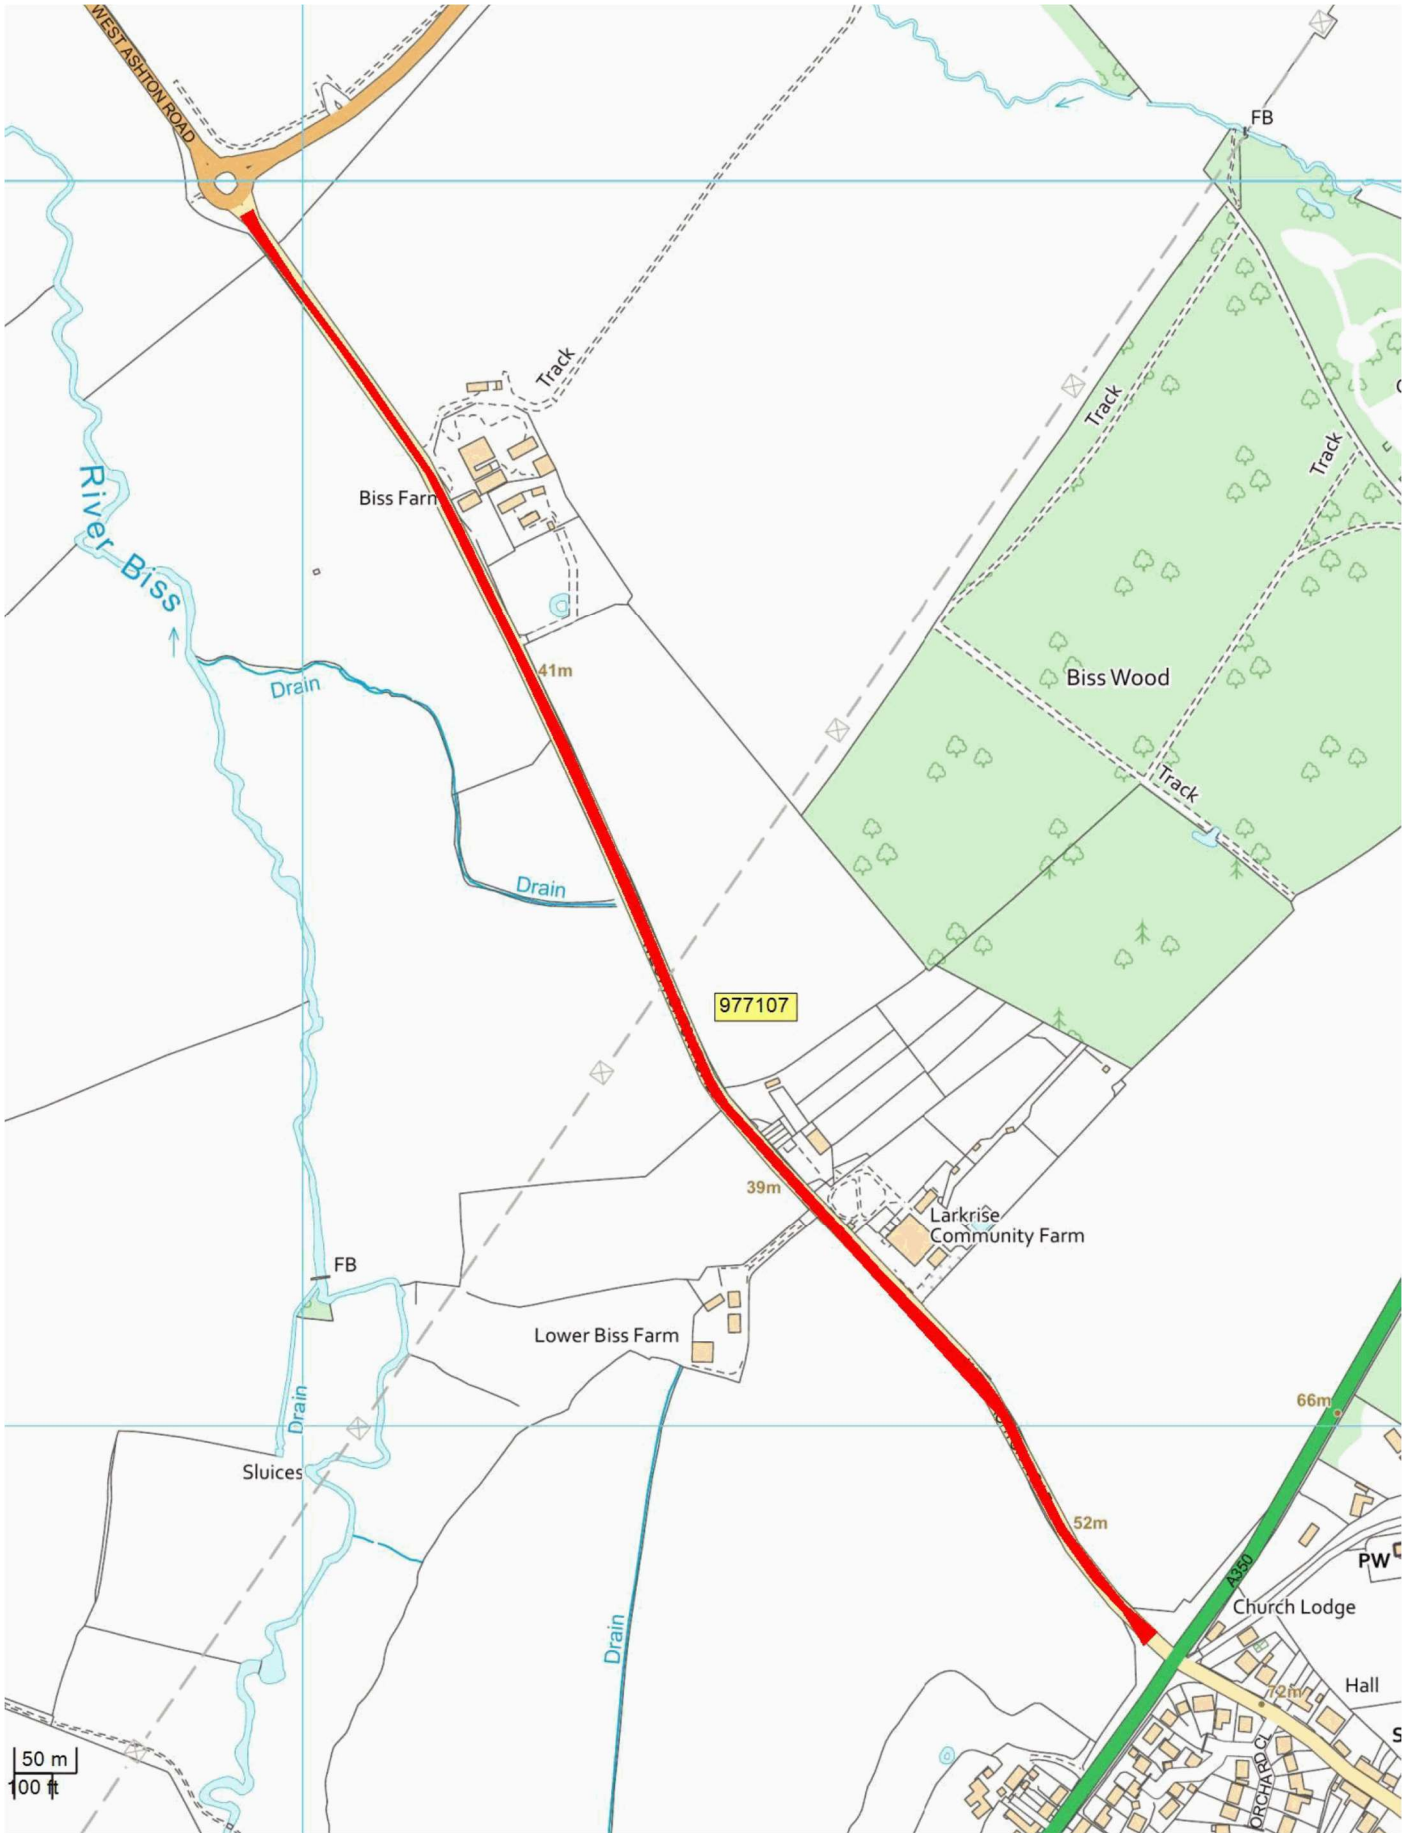 WEST ASHTON ROAD
FB
Track
Track
Track
Biss Farm
River Biss
41m
Drain
Biss Wood
Track
Drain
977107
39m
Larkrise
Community Farm
FB
Lower Biss Farm
66m
Drain
Sluices
52m
PW
A350
Church Lodge
Drain
Hall
72m
S
ORCHARD CL
50 m
100 ft